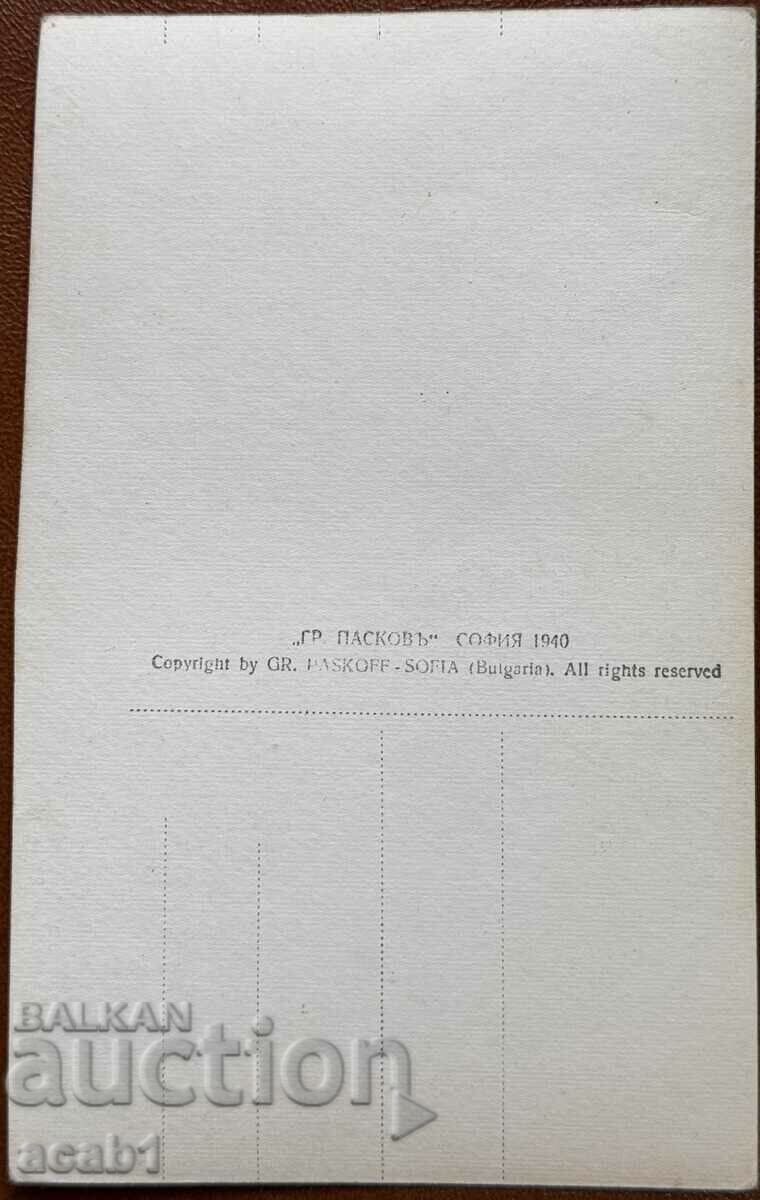 „ГР. ПАСКОВЪ“ СОФИЯ 1940
Copyright by GR. PASKOFF - SOFIA (Bulgaria). All rights reserved
BALKAN
auction
acab1